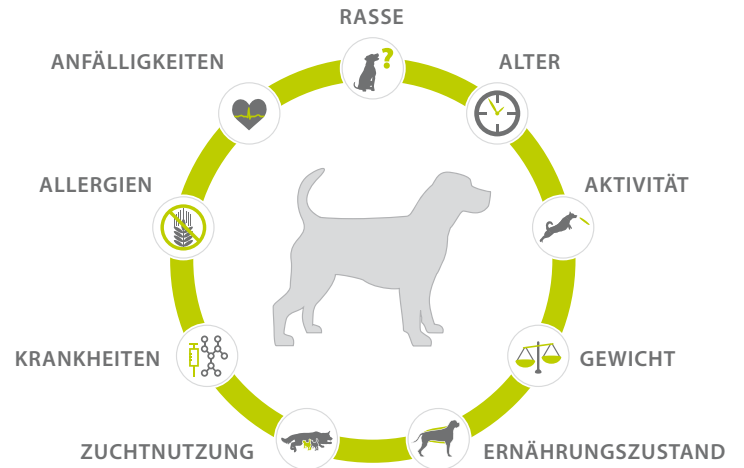 RASSE
ANFÄLLIGKEITEN
ALTER
ALLERGIEN
AKTIVITÄT
KRANKHEITEN
GEWICHT
ZUCHTNUTZUNG
ERNÄHRUNGSZUSTAND
?